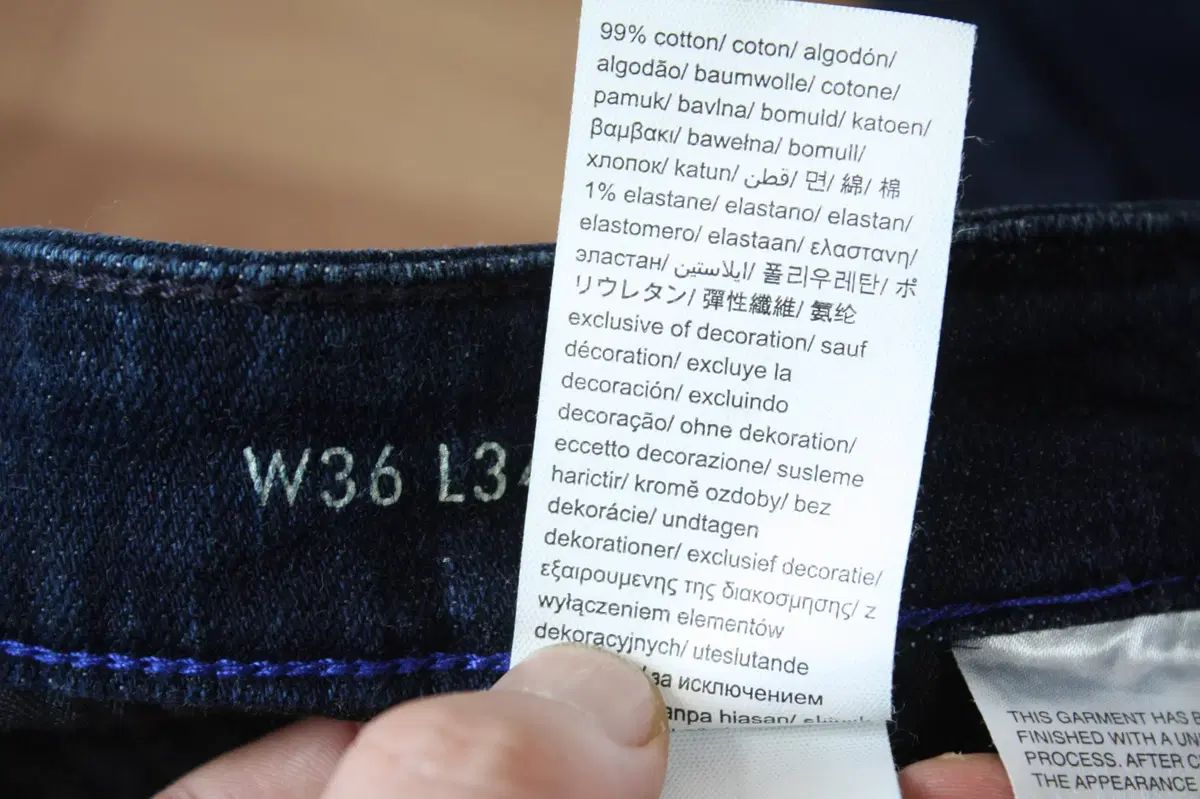 99% cotton/ coton/ algodón/
algodão/ baumwolle/ cotone/
pamuk/ bavlna/ bomuld/ katoen/
βαμβακι/ bawełna/ bomull/
хлопок/ katun/ قطن/ 면/ 綿/ 棉
1% elastane/ elastano/ elastan/
elastomero/ elastaan/ ελαστανη/
эластан/ ايلاستين/ 폴리우레탄/ ポ
リウレタン/ 彈性纖維/ 氨纶
exclusive of decoration/ sauf
décoration/ excluye la
decoración/ excluindo
decoração/ ohne dekoration/
eccetto decorazione/ susleme
harictir/ kromě ozdoby/ bez
dekorácie/ undtagen
dekorationer/ exclusief decoratie/
εξαιρουμενης της διακοσμησης/ z
wyłączeniem elementów
dekoracyjnych/ uteslutande
за исключением
hiasan/
W36
THIS GARMENT HAS
FINISHED WITH A
PROCESS. AFTER
THE APPEARANCE